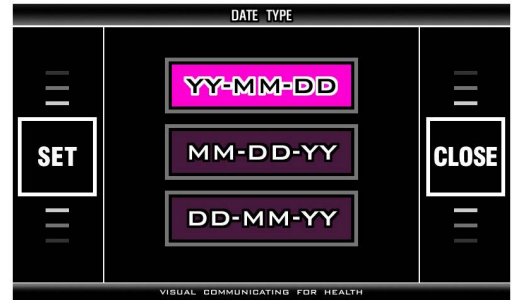 DATE TYPE
YY-MM-DD
SET
MM-DD-YY
CLOSE
DD-MM-YY
VISUAL COMMUNICATING FOR HEALTH